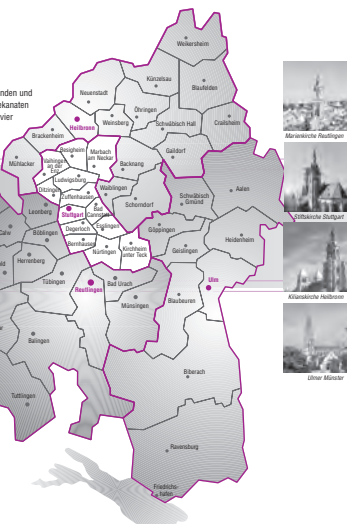 nden und
ekanaten
vier
Weikersheim
Künzelsau
Neuenstadt
Blaufelden
Öhringen
Weinsberg
Heilbronn
Schwäbisch Hall
Crailsheim
Brackenheim
Besigheim
Marbach
am Neckar
Gaildorf
Mühlacker
Vaihingen
an der
Enz
Backnang
Ludwigsburg
Ditzingen
Waiblingen
Aalen
Zuffenhausen
Schwäbisch
Gmünd
Leonberg
Stuttgart
Bad
Cannstatt
Schorndorf
Calw
Degerloch
Esslingen
Göppingen
Böblingen
Bernhausen
Heidenheim
Kirchheim
unter Teck
Nürtingen
Geislingen
Herrenberg
ld
Tübingen
Reutlingen
Bad Urach
Ulm
Münsingen
Blaubeuren
Balingen
Biberach
Tuttlingen
Ravensburg
Friedrichs-
hafen
Marienkirche Reutlingen
Stiftskirche Stuttgart
Kilianskirche Heilbronn
Ulmer Münster